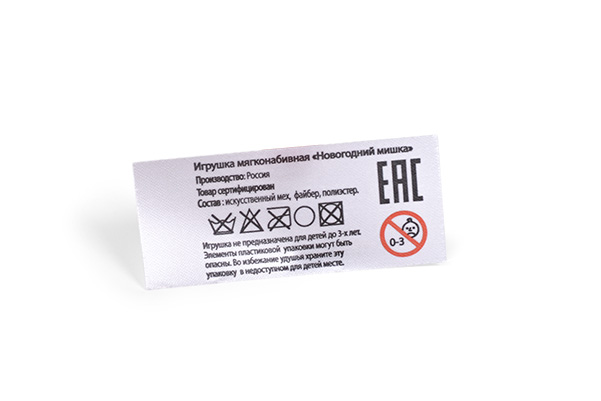 Игрушка мягконабивная «Новогодний мишка»
Производство: Россия
Товар сертифицирован
Состав : искусственный мех, файбер, полиэстер.
EAC
0-3
Игрушка не предназначена для детей до 3-х лет.
Элементы пластиковой упаковки могут быть
опасны. Во избежание удушья храните эту
упаковку в недоступном для детей месте.